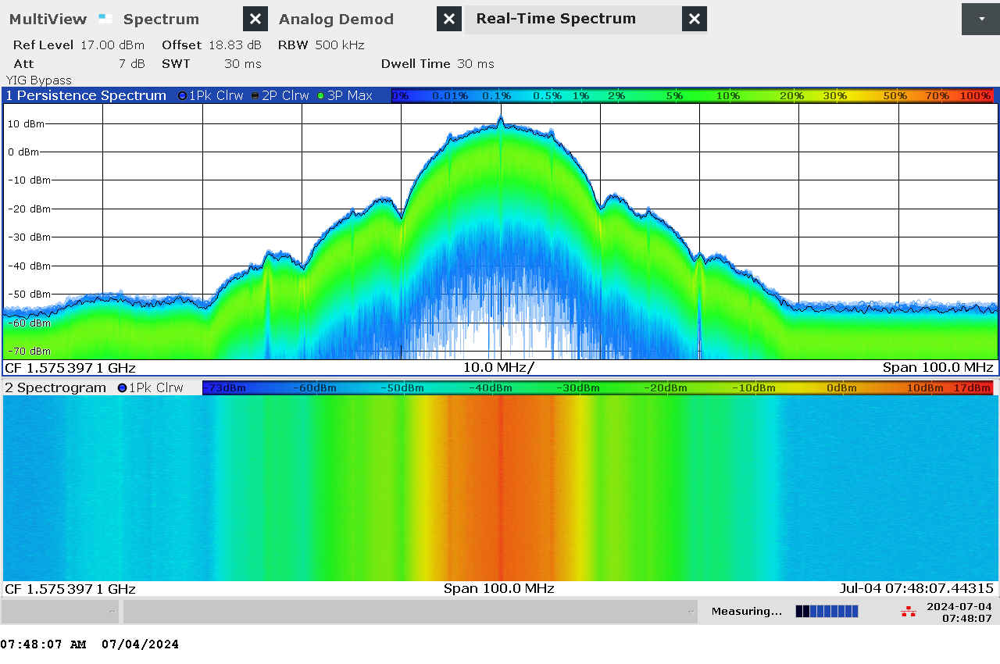 MultiView Spectrum Analog Demod Real-Time Spectrum
Ref Level 17.00 dBm Offset 18.83 dB RBW 500 kHz
Att 7 dB SWT 30 ms Dwell Time 30 ms
YIG Bypass
1 Persistence Spectrum 1Pk Clrw 2P Clrw 3P Max 0% 0.01% 0.1% 0.5% 1% 2% 5% 10% 20% 30% 50% 70% 100%
10 dBm
0 dBm
-10 dBm
-20 dBm
-30 dBm
-40 dBm
-50 dBm
-60 dBm
-70 dBm
CF 1.575 397 1 GHz 10.0 MHz/ Span 100.0 MHz
2 Spectrogram 1Pk Clrw -73dBm -60dBm -50dBm -40dBm -30dBm -20dBm -10dBm 0dBm 10dBm 17dBm
CF 1.575 397 1 GHz Span 100.0 MHz Jul-04 07:48:07.44315
Measuring... 2024-07-04
07:48:07
07:48:07 AM 07/04/2024